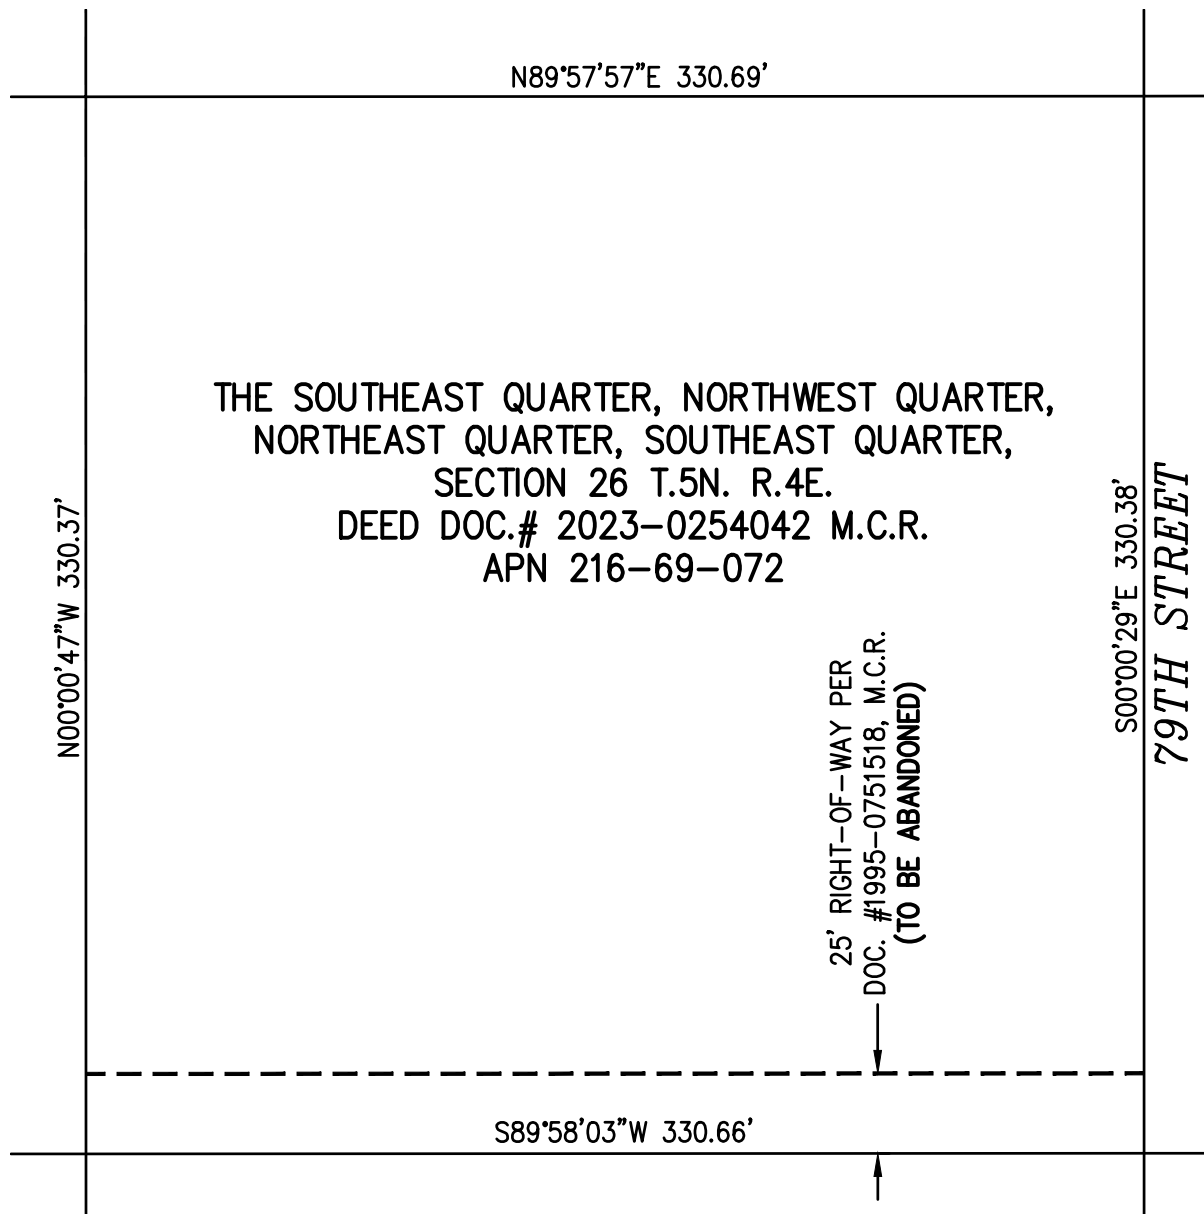 N89°57'57"E 330.69'
THE SOUTHEAST QUARTER, NORTHWEST QUARTER,
NORTHEAST QUARTER, SOUTHEAST QUARTER,
SECTION 26 T.5N. R.4E.
DEED DOC.# 2023-0254042 M.C.R.
APN 216-69-072
N00°00'47"W 330.37'
S00°00'29"E 330.38'
79TH STREET
25' RIGHT-OF-WAY PER
DOC. #1995-0751518, M.C.R.
(TO BE ABANDONED)
S89°58'03"W 330.66'